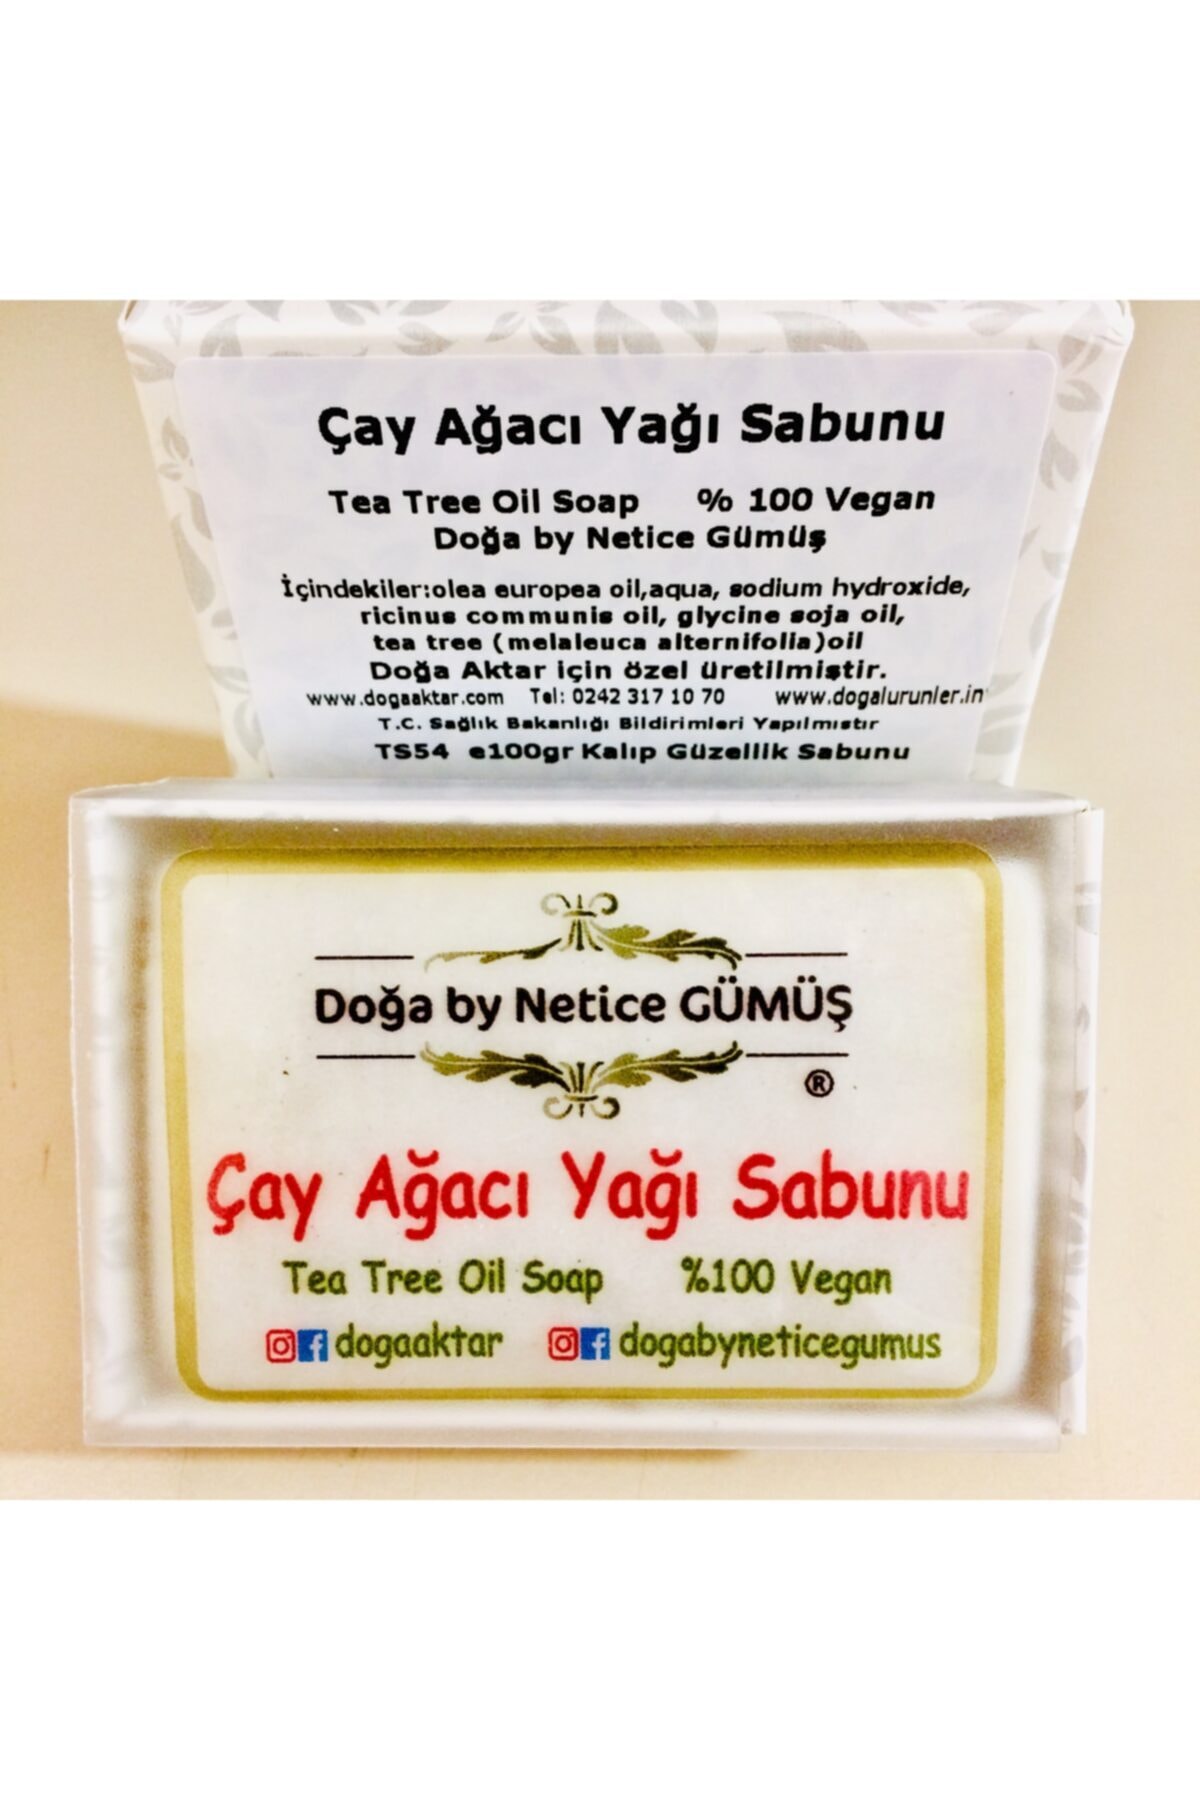 Çay Ağacı Yağı Sabunu
Tea Tree Oil Soap % 100 Vegan
Doğa by Netice Gümüş
İçindekiler:olea europea oil,aqua, sodium hydroxide,
ricinus communis oil, glycine soja oil,
tea tree (melaleuca alternifolia)oil
Doğa Aktar için özel üretilmiştir.
www.dogaaktar.com Tel: 0242 317 10 70 www.dogalurunler.in
T.C. Sağlık Bakanlığı Bildirimleri Yapılmıştır
TS54 e100gr Kalıp Güzellik Sabunu
Doğa by Netice GÜMÜŞ
®
Çay Ağacı Yağı Sabunu
Tea Tree Oil Soap %100 Vegan
dogaaktar dogabyneticegumus